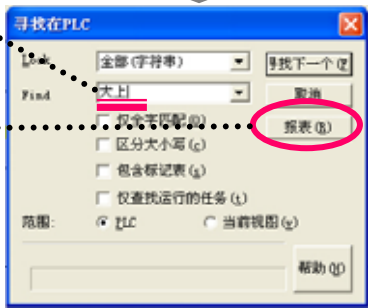 寻找在PLC
Look 全部(字符串) 寻找下一个(F)
Find 大上 取消
仅全字匹配(D) 报表(R)
区分大小写(c)
包含标记表(s)
仅查找运行的任务(t)
范围: PLC 当前视图(v)
帮助(H)